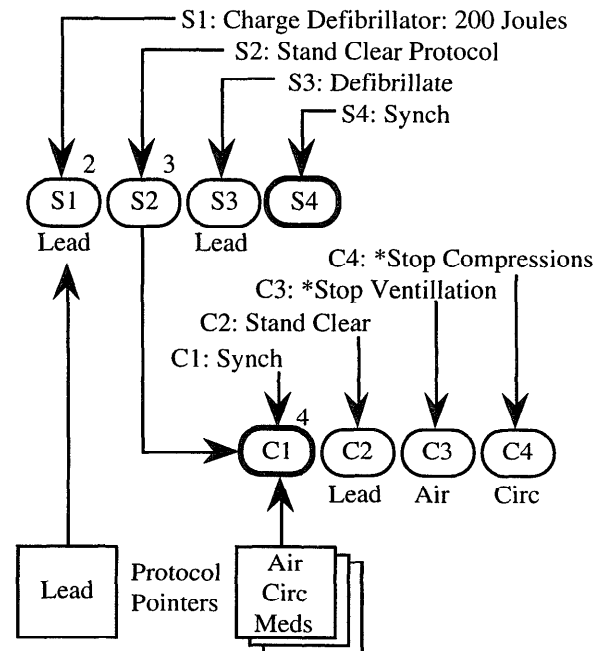 S1: Charge Defibrillator: 200 Joules
S2: Stand Clear Protocol
S3: Defibrillate
S4: Synch
2
3
S1
S2
S3
S4
Lead
Lead
C4: *Stop Compressions
C3: *Stop Ventillation
C2: Stand Clear
C1: Synch
4
C1
C2
C3
C4
Lead
Air
Circ
Lead
Protocol
Pointers
Air
Circ
Meds